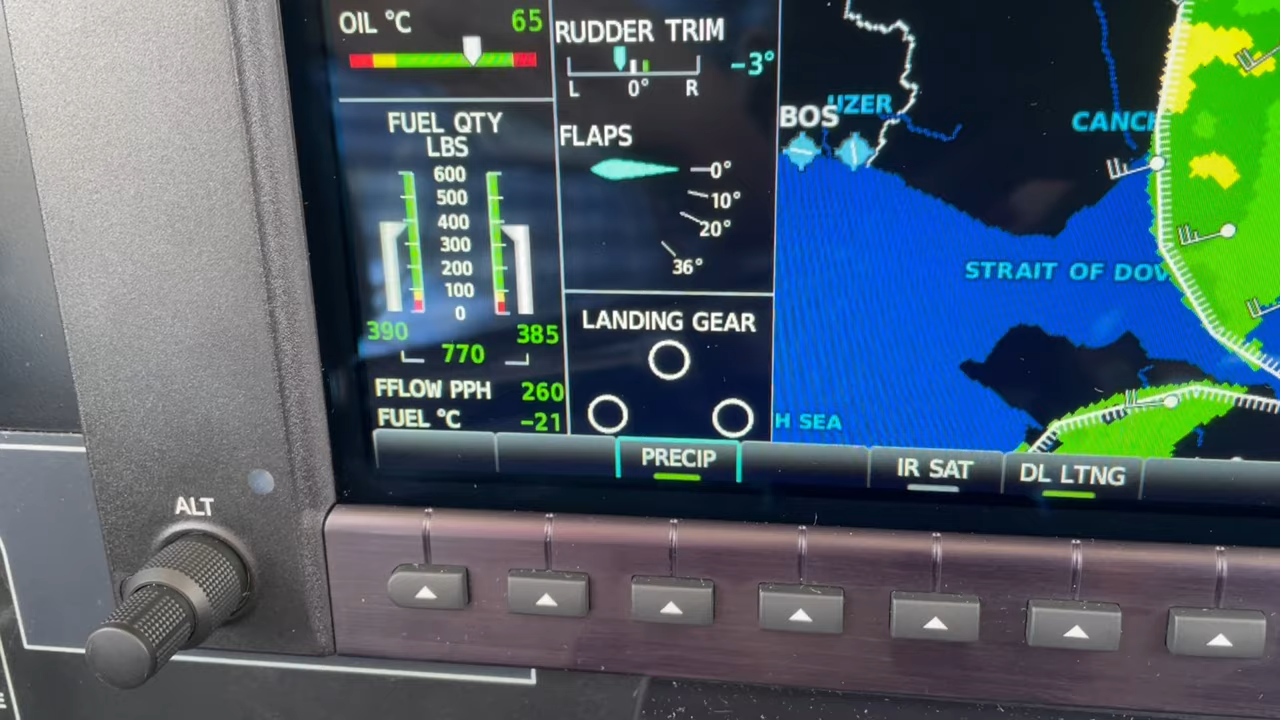 OIL °C 65
FUEL QTY
LBS
600
500
400
300
200
100
0
390 385
770
FFLOW PPH 260
FUEL °C -21
RUDDER TRIM
-3°
L 0° R
FLAPS
0°
10°
20°
36°
LANDING GEAR
BOS
UZER
STRAIT OF DOV
H SEA
PRECIP
IR SAT
DL LTNG
ALT